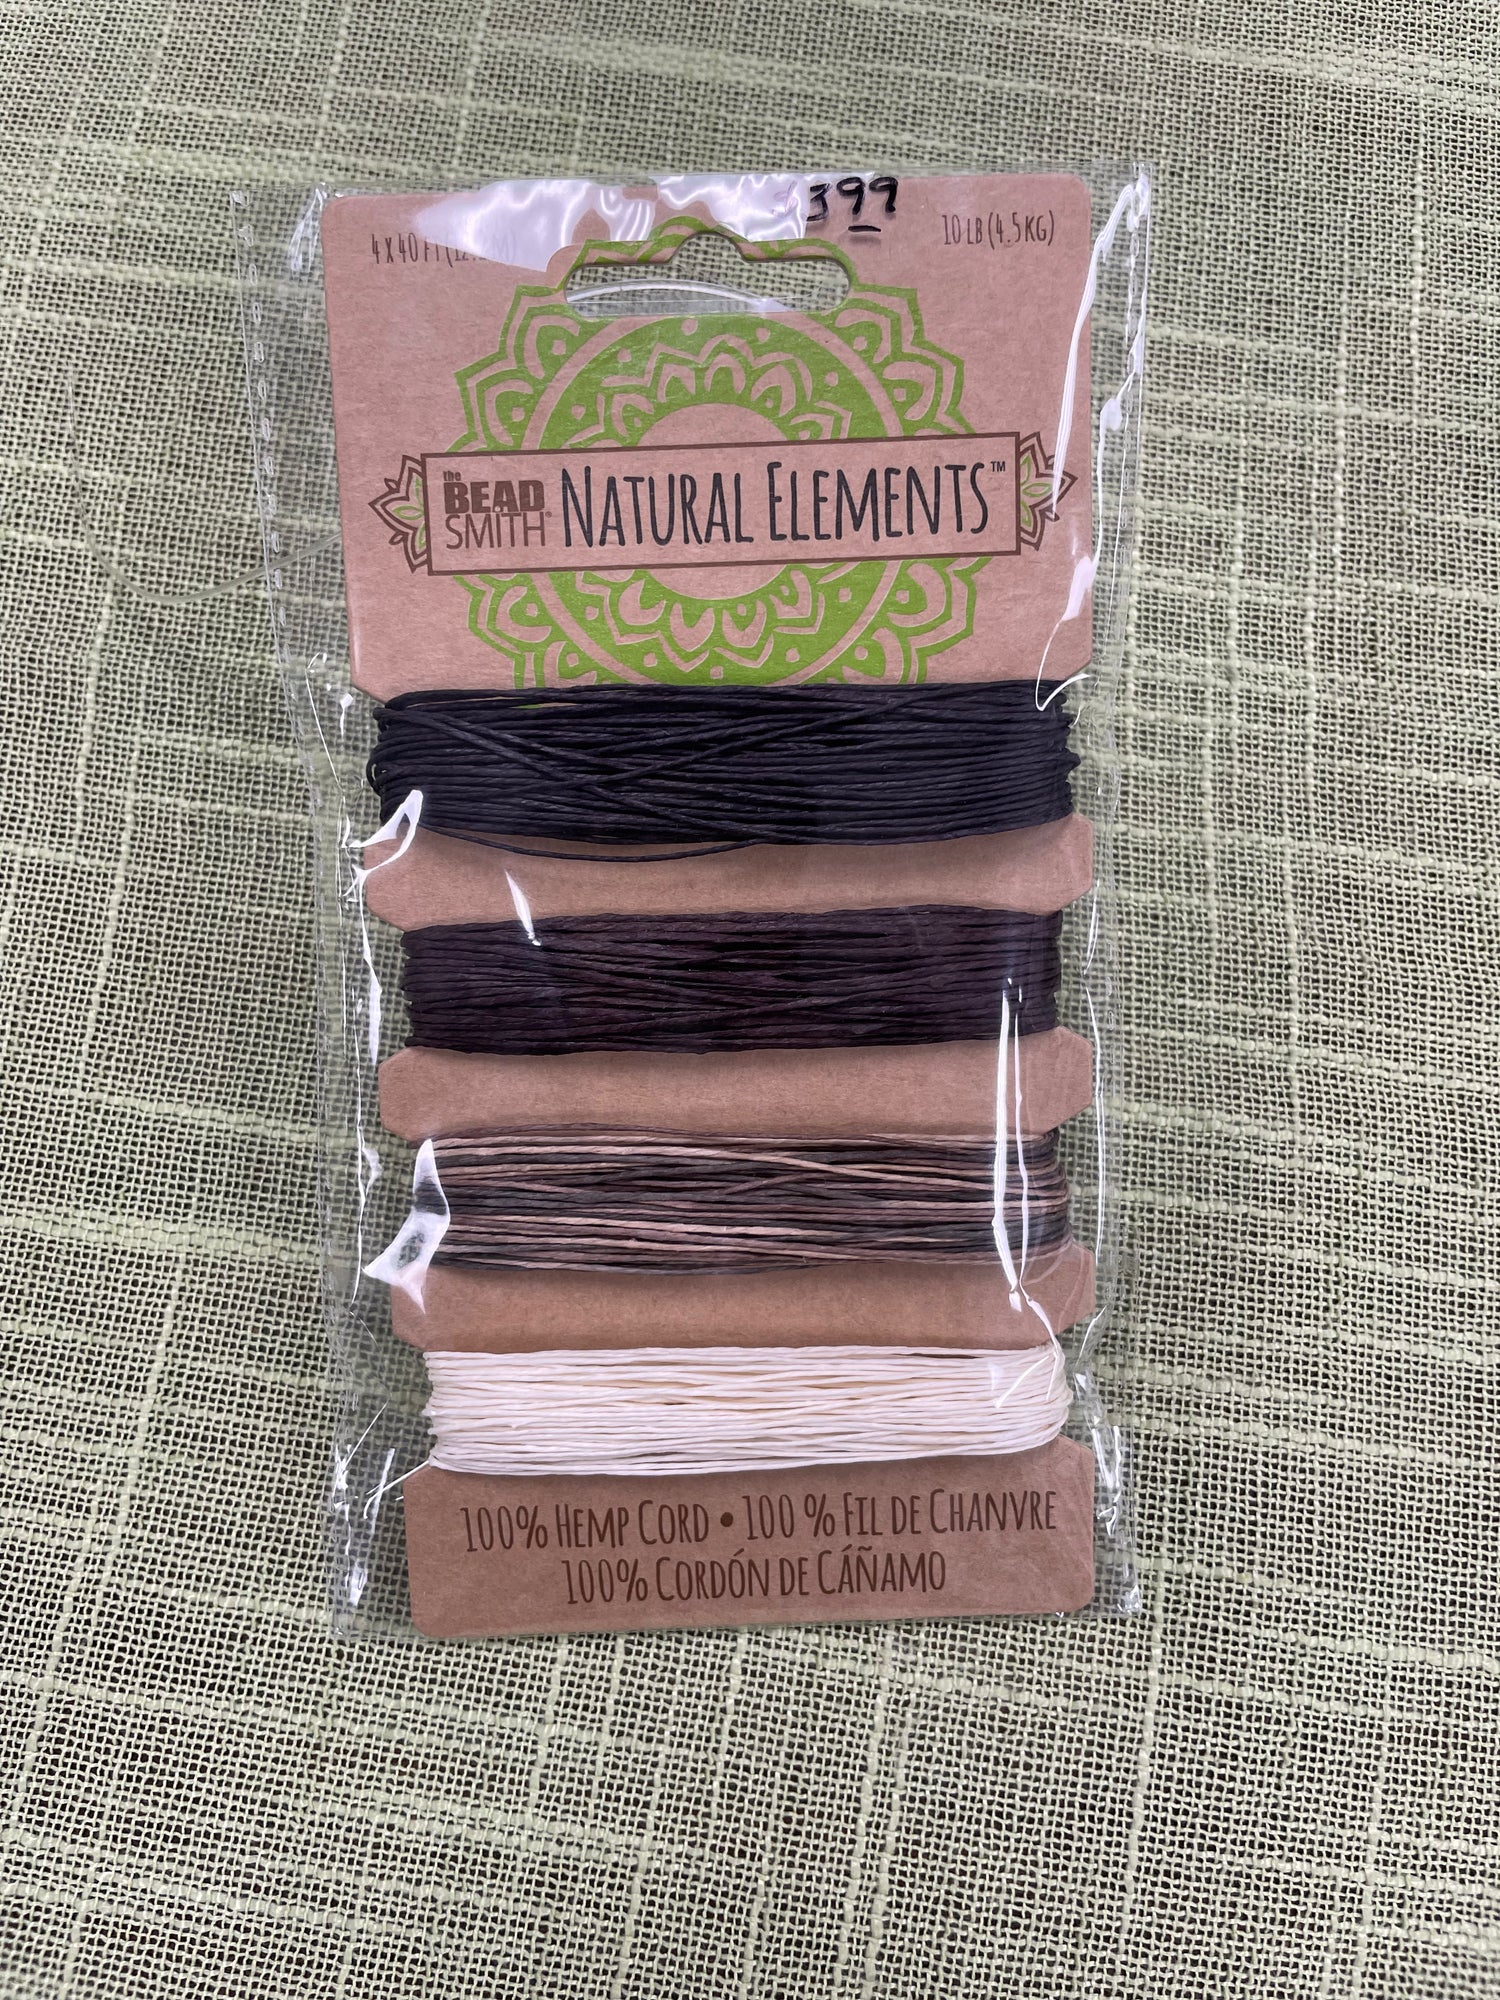 399
4 X 40 FT
10 LB (4.5 KG)
the
BEAD
SMITH®
NATURAL ELEMENTS™
100% HEMP CORD • 100 % FIL DE CHANVRE
100% CORDÓN DE CÁÑAMO